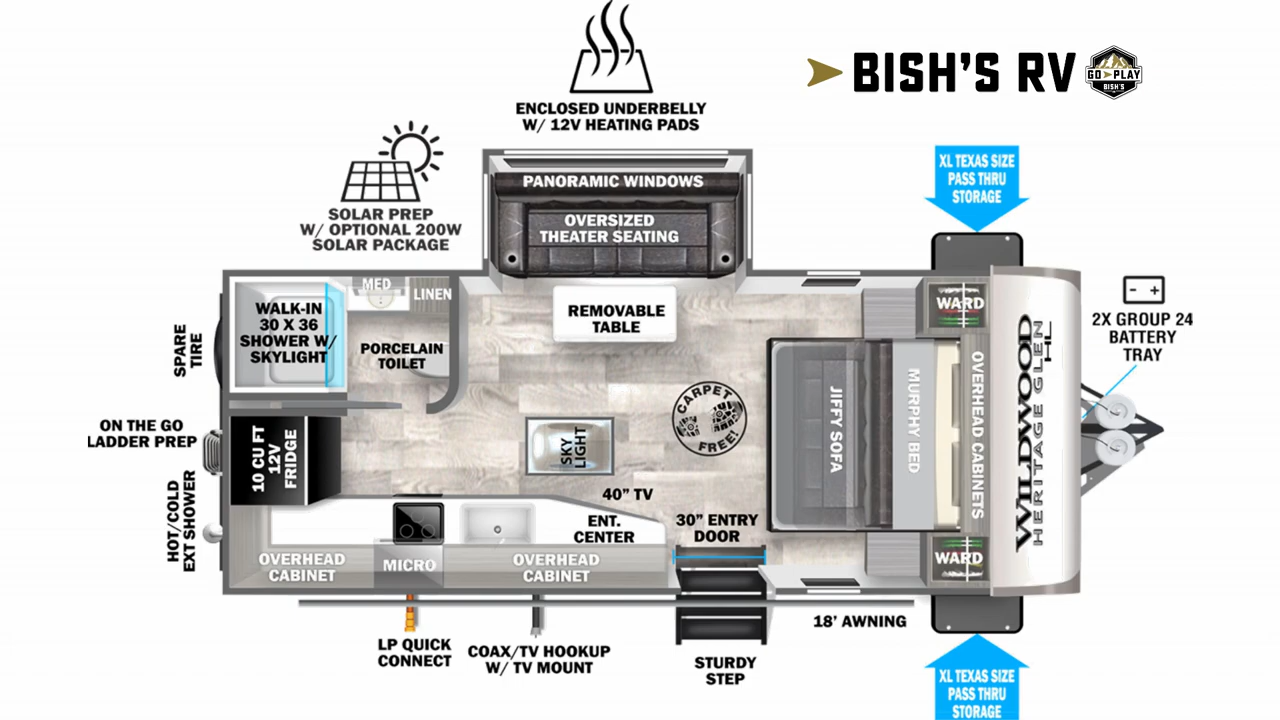 BISH'S RV
GO PLAY
BISH'S
ENCLOSED UNDERBELLY
W/ 12V HEATING PADS
SOLAR PREP
W/ OPTIONAL 200W
SOLAR PACKAGE
PANORAMIC WINDOWS
OVERSIZED
THEATER SEATING
XL TEXAS SIZE
PASS THRU
STORAGE
MED
LINEN
WALK-IN
30 X 36
SHOWER W/
SKYLIGHT
PORCELAIN
TOILET
REMOVABLE
TABLE
WARD
2X GROUP 24
BATTERY
TRAY
SPARE
TIRE
CARPET
FREE!
JIFFY SOFA
MURPHY BED
OVERHEAD CABINETS
WILDWOOD
HERITAGE GLEN
HL
ON THE GO
LADDER PREP
10 CU FT
12V
FRIDGE
SKY
LIGHT
HOT/COLD
EXT SHOWER
40" TV
ENT.
CENTER
30" ENTRY
DOOR
OVERHEAD
CABINET
MICRO
OVERHEAD
CABINET
WARD
18' AWNING
LP QUICK
CONNECT
COAX/TV HOOKUP
W/ TV MOUNT
STURDY
STEP
XL TEXAS SIZE
PASS THRU
STORAGE